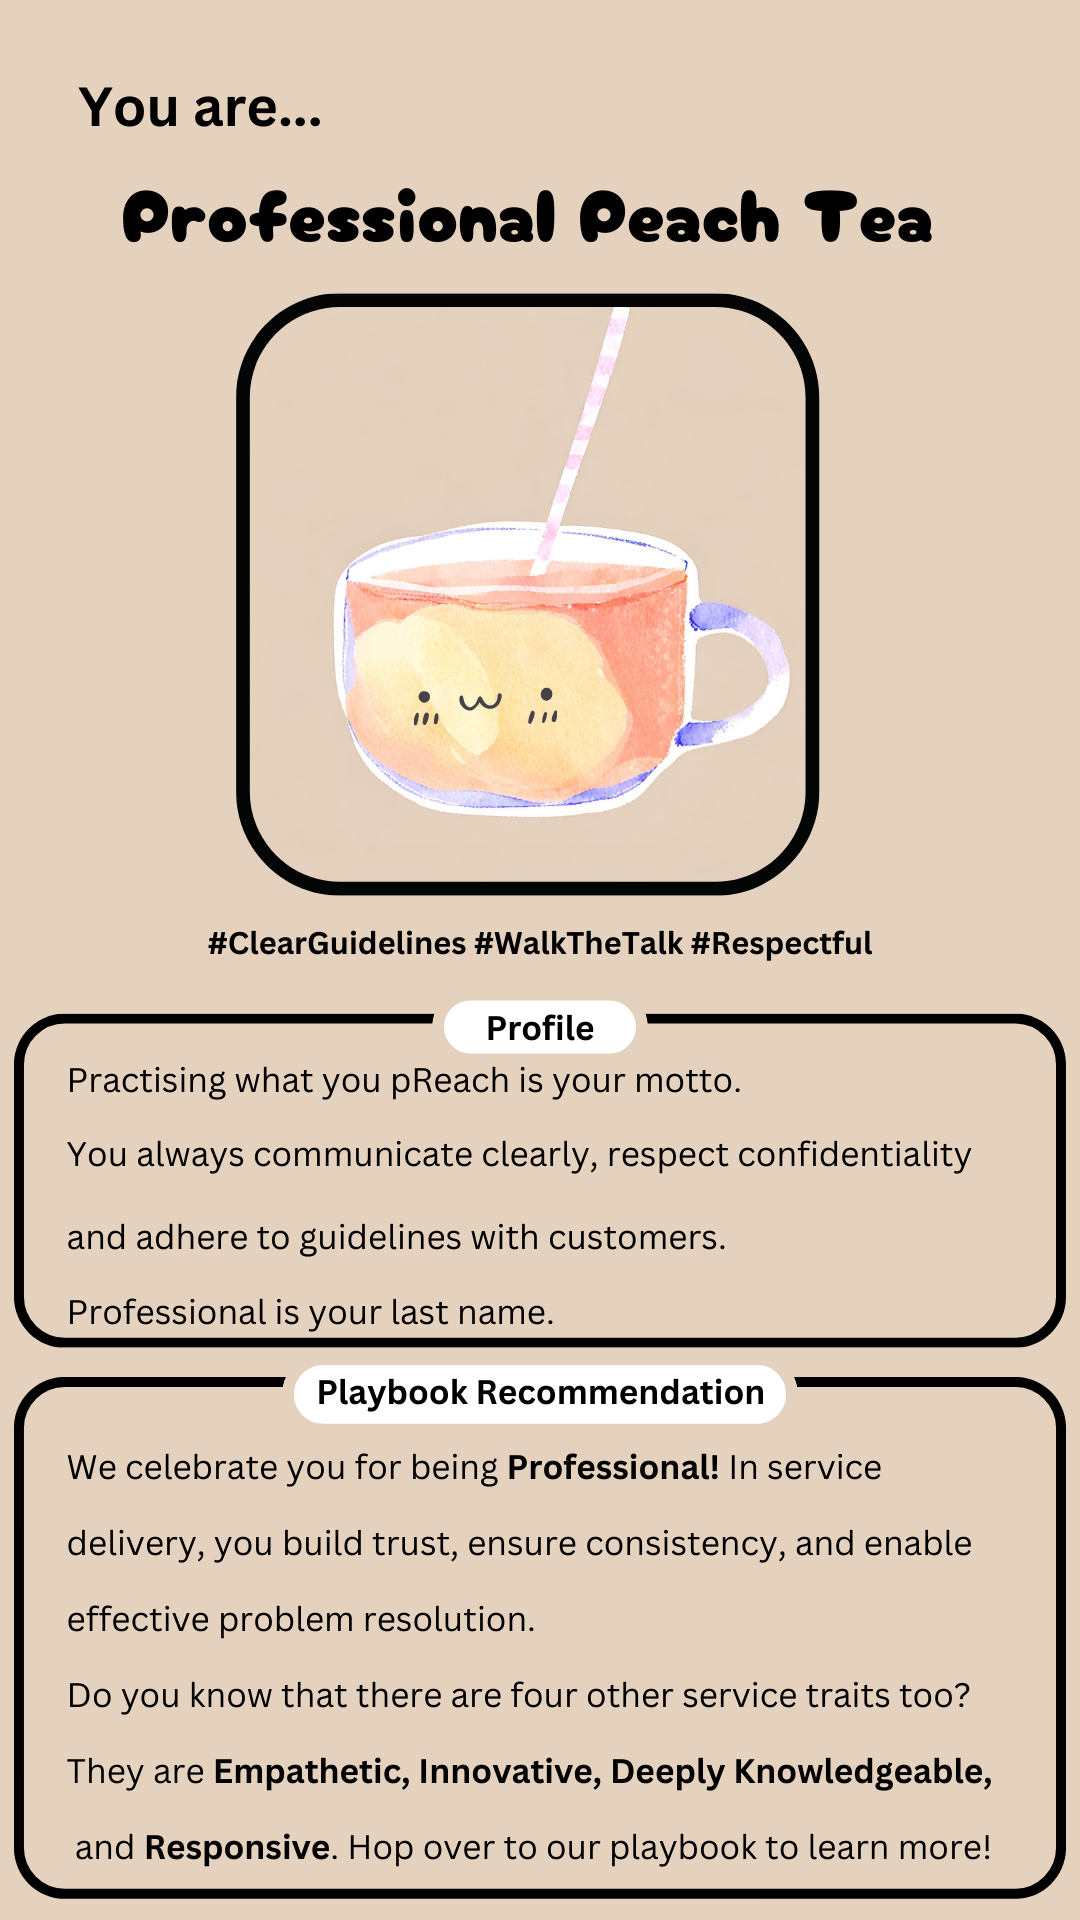 You are...
Professional Peach Tea
#ClearGuidelines #WalkTheTalk #Respectful
Profile
Practising what you pReach is your motto.
You always communicate clearly, respect confidentiality
and adhere to guidelines with customers.
Professional is your last name.
Playbook Recommendation
We celebrate you for being Professional! In service
delivery, you build trust, ensure consistency, and enable
effective problem resolution.
Do you know that there are four other service traits too?
They are Empathetic, Innovative, Deeply Knowledgeable,
and Responsive. Hop over to our playbook to learn more!